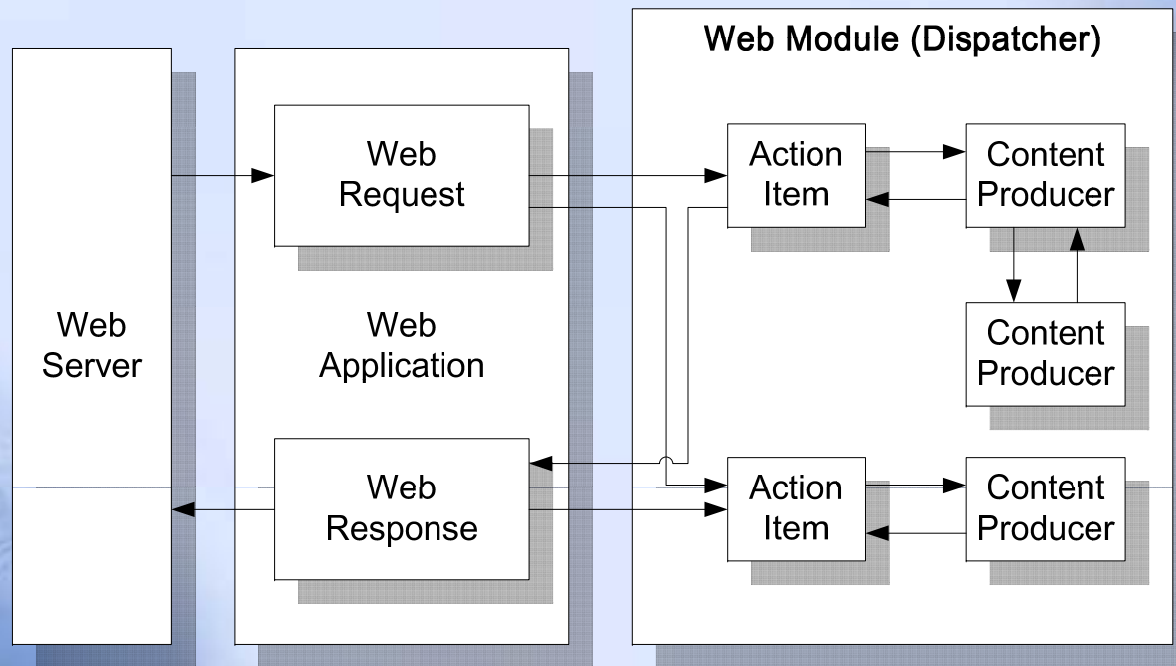 Web Module (Dispatcher)
Web
Server
Web
Request
Web
Application
Web
Response
Action
Item
Content
Producer
Content
Producer
Action
Item
Content
Producer